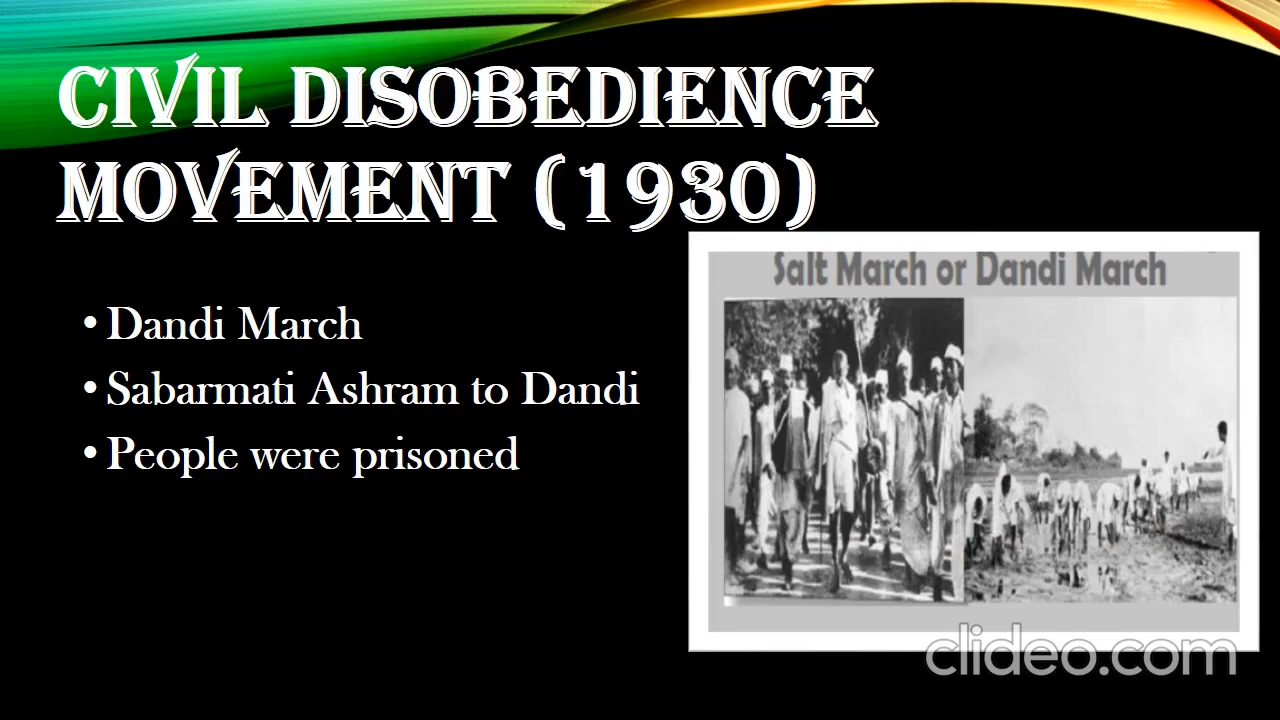 CIVIL DISOBEDIENCE
MOVEMENT (1930)
Salt March or Dandi March
• Dandi March
• Sabarmati Ashram to Dandi
• People were prisoned
clideo.com